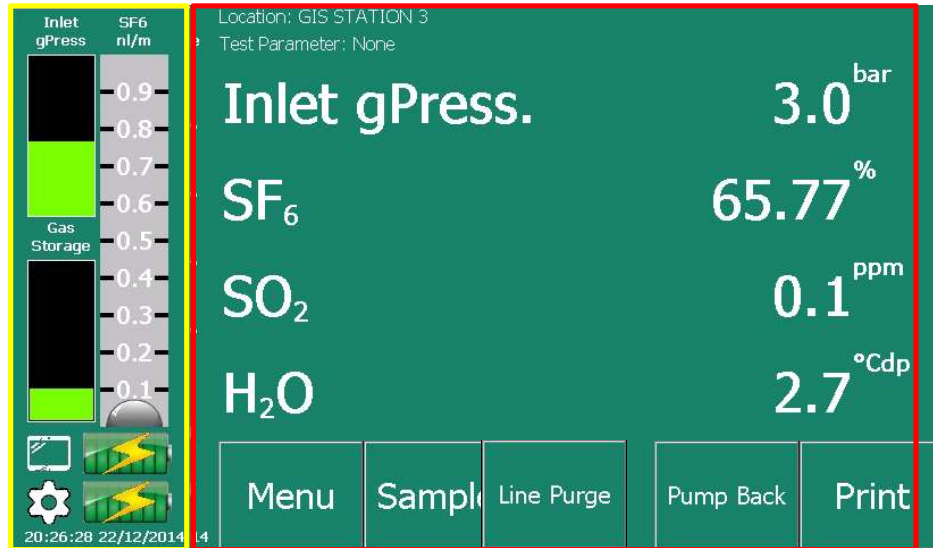 Inlet SF6
gPress nl/m
0.9
0.8
0.7
0.6
Gas
Storage
0.5
0.4
0.3
0.2
0.1
20:26:28 22/12/2014
14
e
Location: GIS STATION 3
Test Parameter: None
Inlet gPress. 3.0 bar
SF₆ 65.77 %
SO₂ 0.1 ppm
H₂O 2.7 °Cdp
Menu Sampl Line Purge Pump Back Print